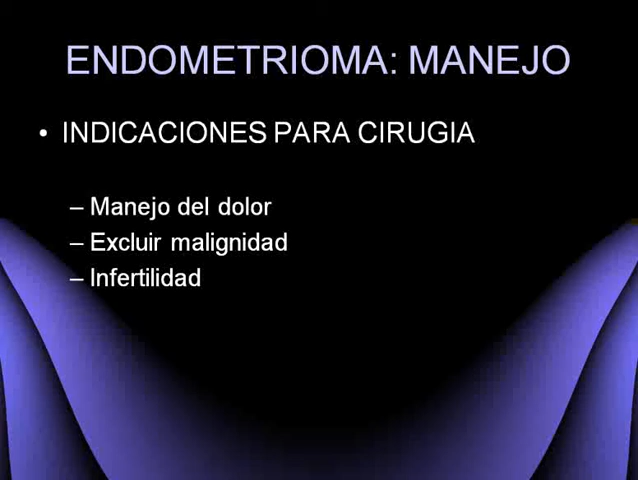 ENDOMETRIOMA: MANEJO
• INDICACIONES PARA CIRUGIA
– Manejo del dolor
– Excluir malignidad
– Infertilidad